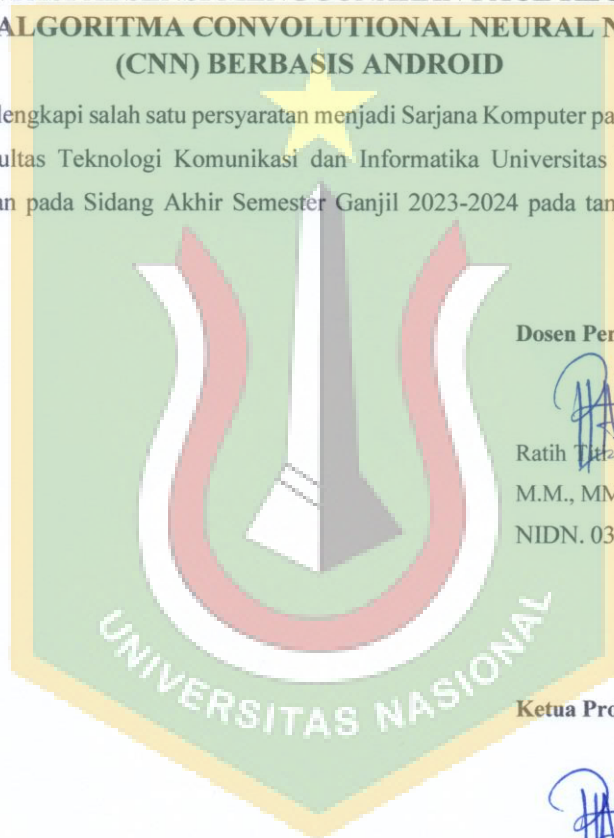 ALGORITMA CONVOLUTIONAL NEURAL N
(CNN) BERBASIS ANDROID
lengkapi salah satu persyaratan menjadi Sarjana Komputer pa
ultas Teknologi Komunikasi dan Informatika Universitas
an pada Sidang Akhir Semester Ganjil 2023-2024 pada tan
Dosen Pe
Ratih
M.M., MM
NIDN. 03
UNIVERSITAS NASIONAL
Ketua Pro